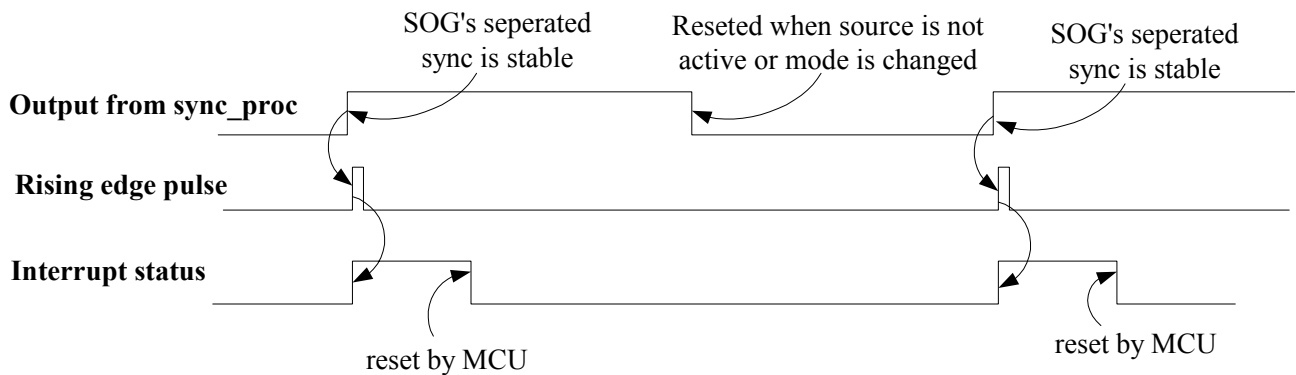 SOG's seperated
sync is stable
Reseted when source is not
active or mode is changed
SOG's seperated
sync is stable
Output from sync_proc
Rising edge pulse
Interrupt status
reset by MCU
reset by MCU